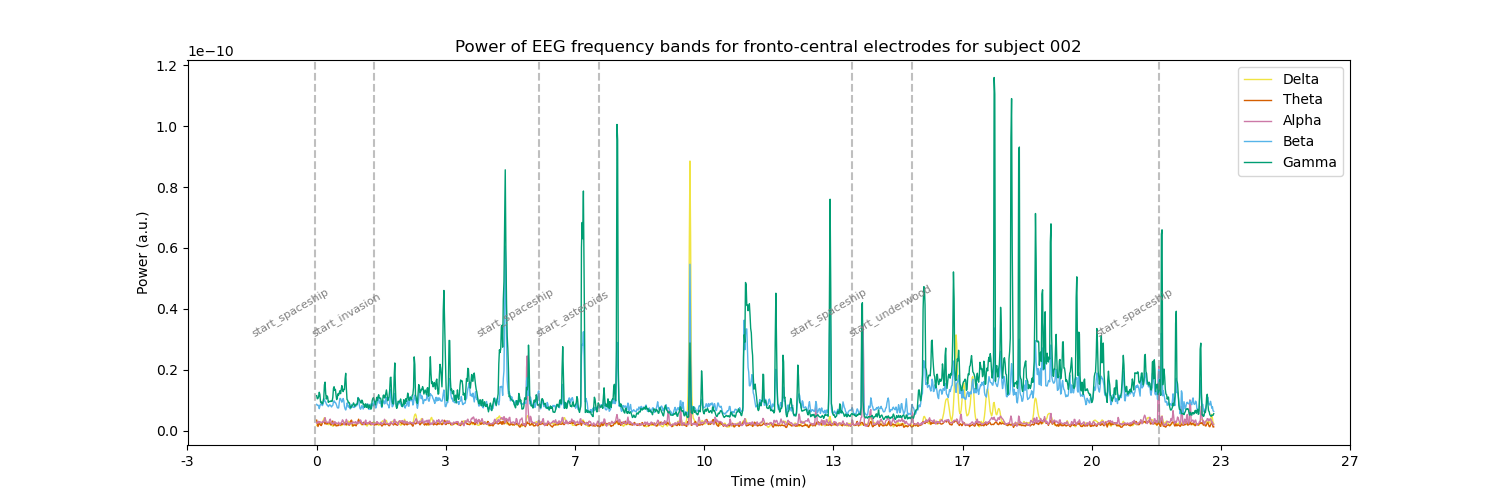 Power of EEG frequency bands for fronto-central electrodes for subject 002
1e−10
1.2
1.0
0.8
0.6
0.4
0.2
0.0
Power (a.u.)
start_spaceship
start_invasion
start_spaceship
start_asteroids
start_spaceship
start_underwood
start_spaceship
Delta
Theta
Alpha
Beta
Gamma
-3 0 3 7 10 13 17 20 23 27
Time (min)